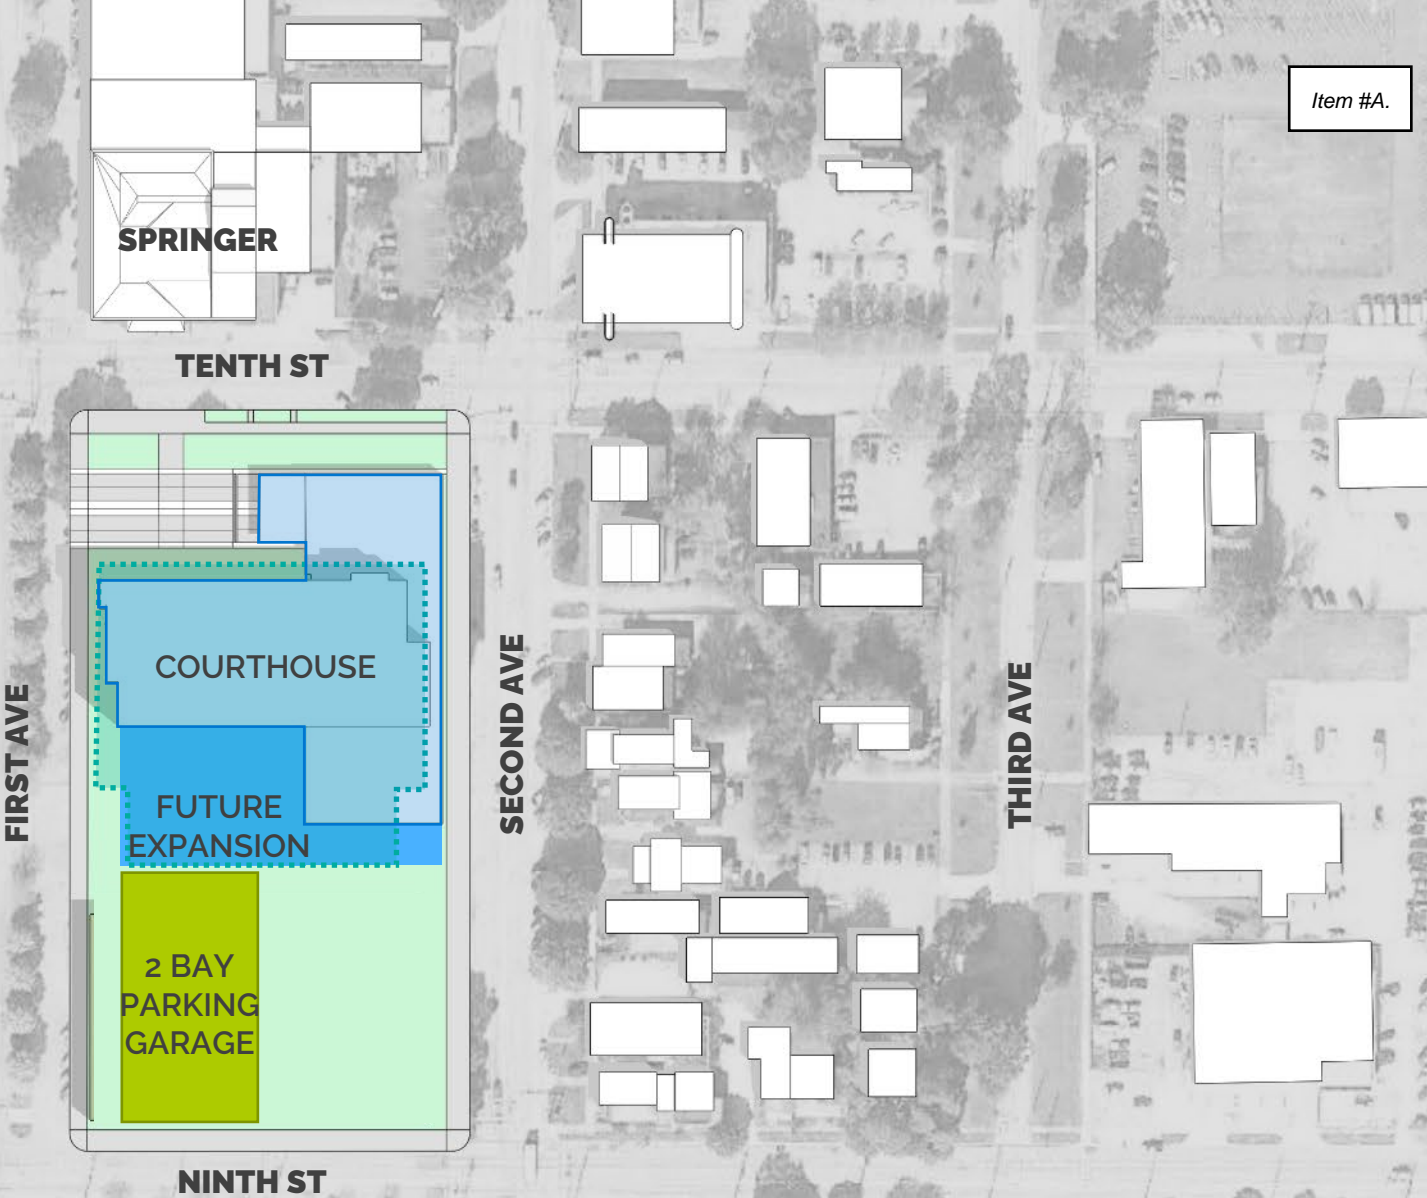 Item #A.
SPRINGER
TENTH ST
COURTHOUSE
FIRST AVE
SECOND AVE
THIRD AVE
FUTURE
EXPANSION
2 BAY
PARKING
GARAGE
NINTH ST